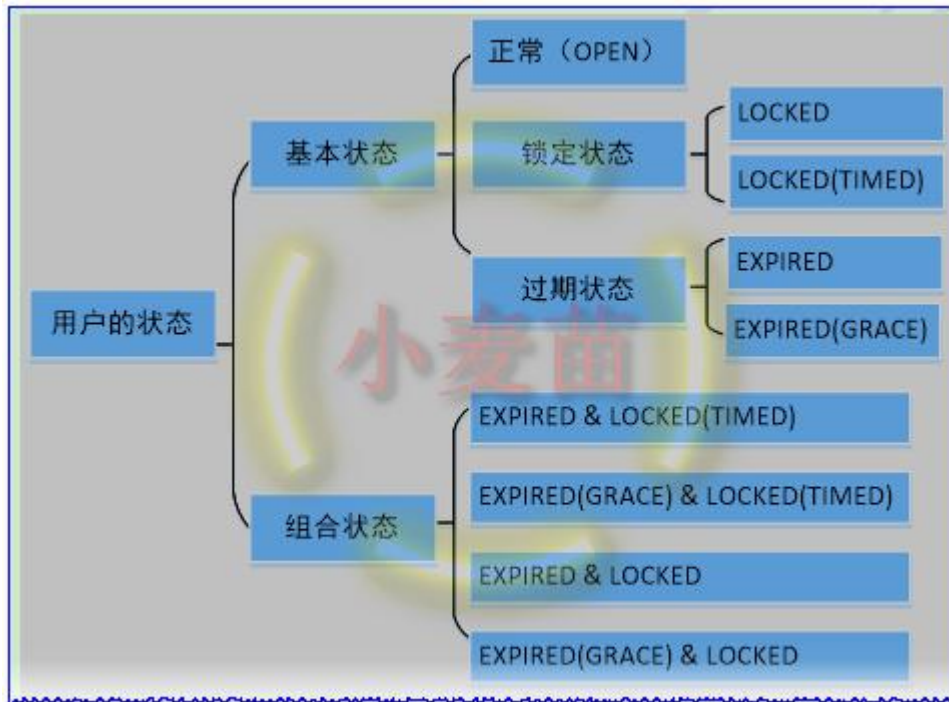 正常（OPEN）
LOCKED
基本状态
锁定状态
LOCKED(TIMED)
EXPIRED
过期状态
用户的状态
EXPIRED(GRACE)
小麦苗
EXPIRED & LOCKED(TIMED)
EXPIRED(GRACE) & LOCKED(TIMED)
组合状态
EXPIRED & LOCKED
EXPIRED(GRACE) & LOCKED